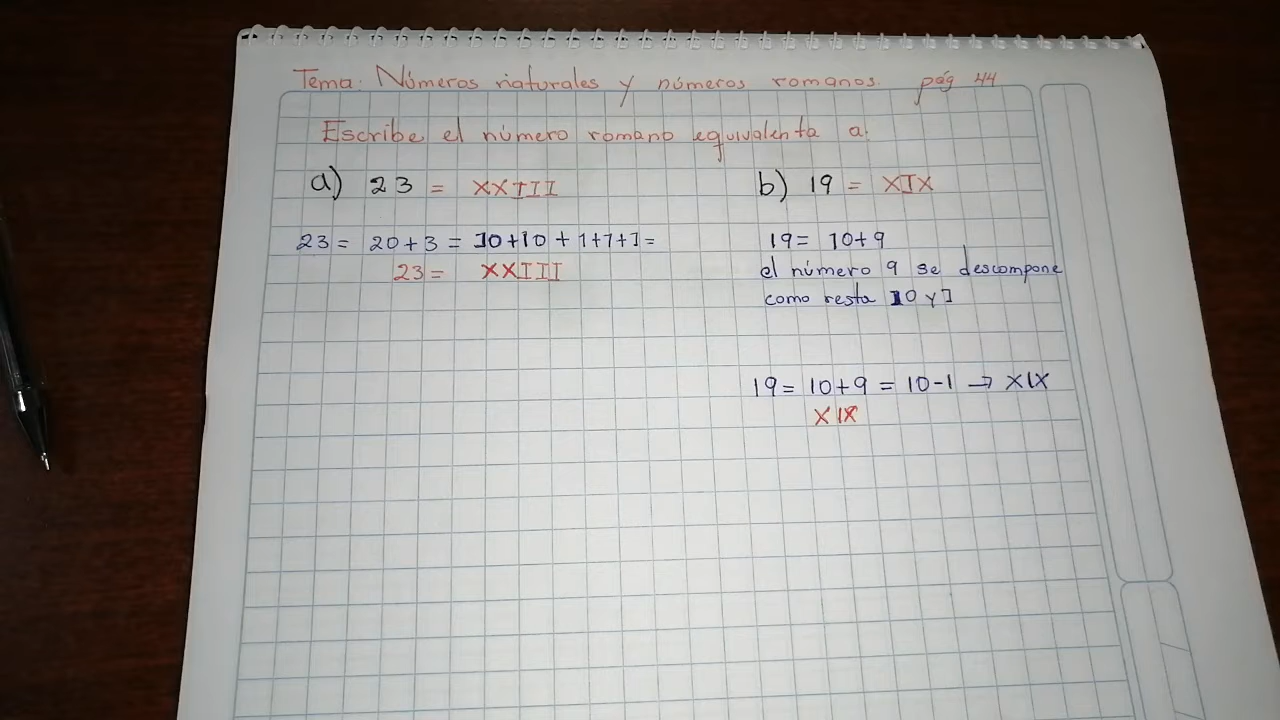 Tema: Números naturales y números romanos. pág 44
Escribe el número romano equivalenta a:
a) 23 = XXIII
23 = 20+3 = 10+10 + 1+1+1 =
23 = XXIII
b) 19 = XIX
19 = 10+9
el número 9 se descompone
como resta 10 y 1
19 = 10+9 = 10-1 → XIX
XIX